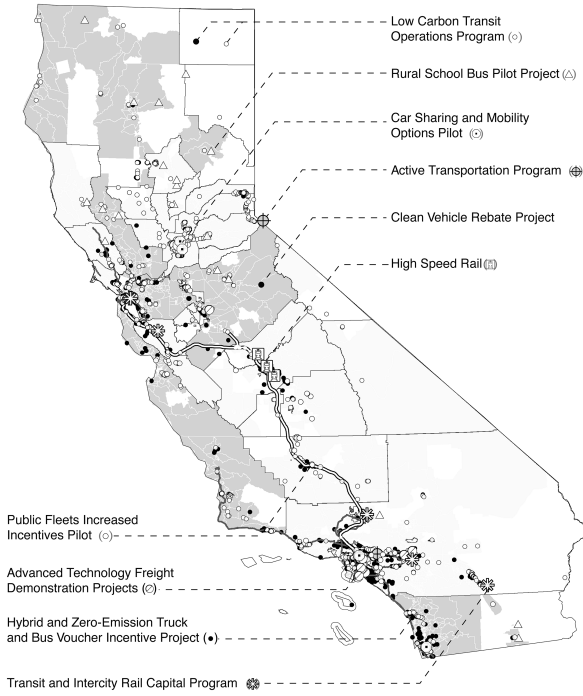 Low Carbon Transit
Operations Program (○)
Rural School Bus Pilot Project (△)
Car Sharing and Mobility
Options Pilot (⊙)
Active Transportation Program
Clean Vehicle Rebate Project
High Speed Rail
Public Fleets Increased
Incentives Pilot (○)
Advanced Technology Freight
Demonstration Projects (⊘)
Hybrid and Zero-Emission Truck
and Bus Voucher Incentive Project (•)
Transit and Intercity Rail Capital Program